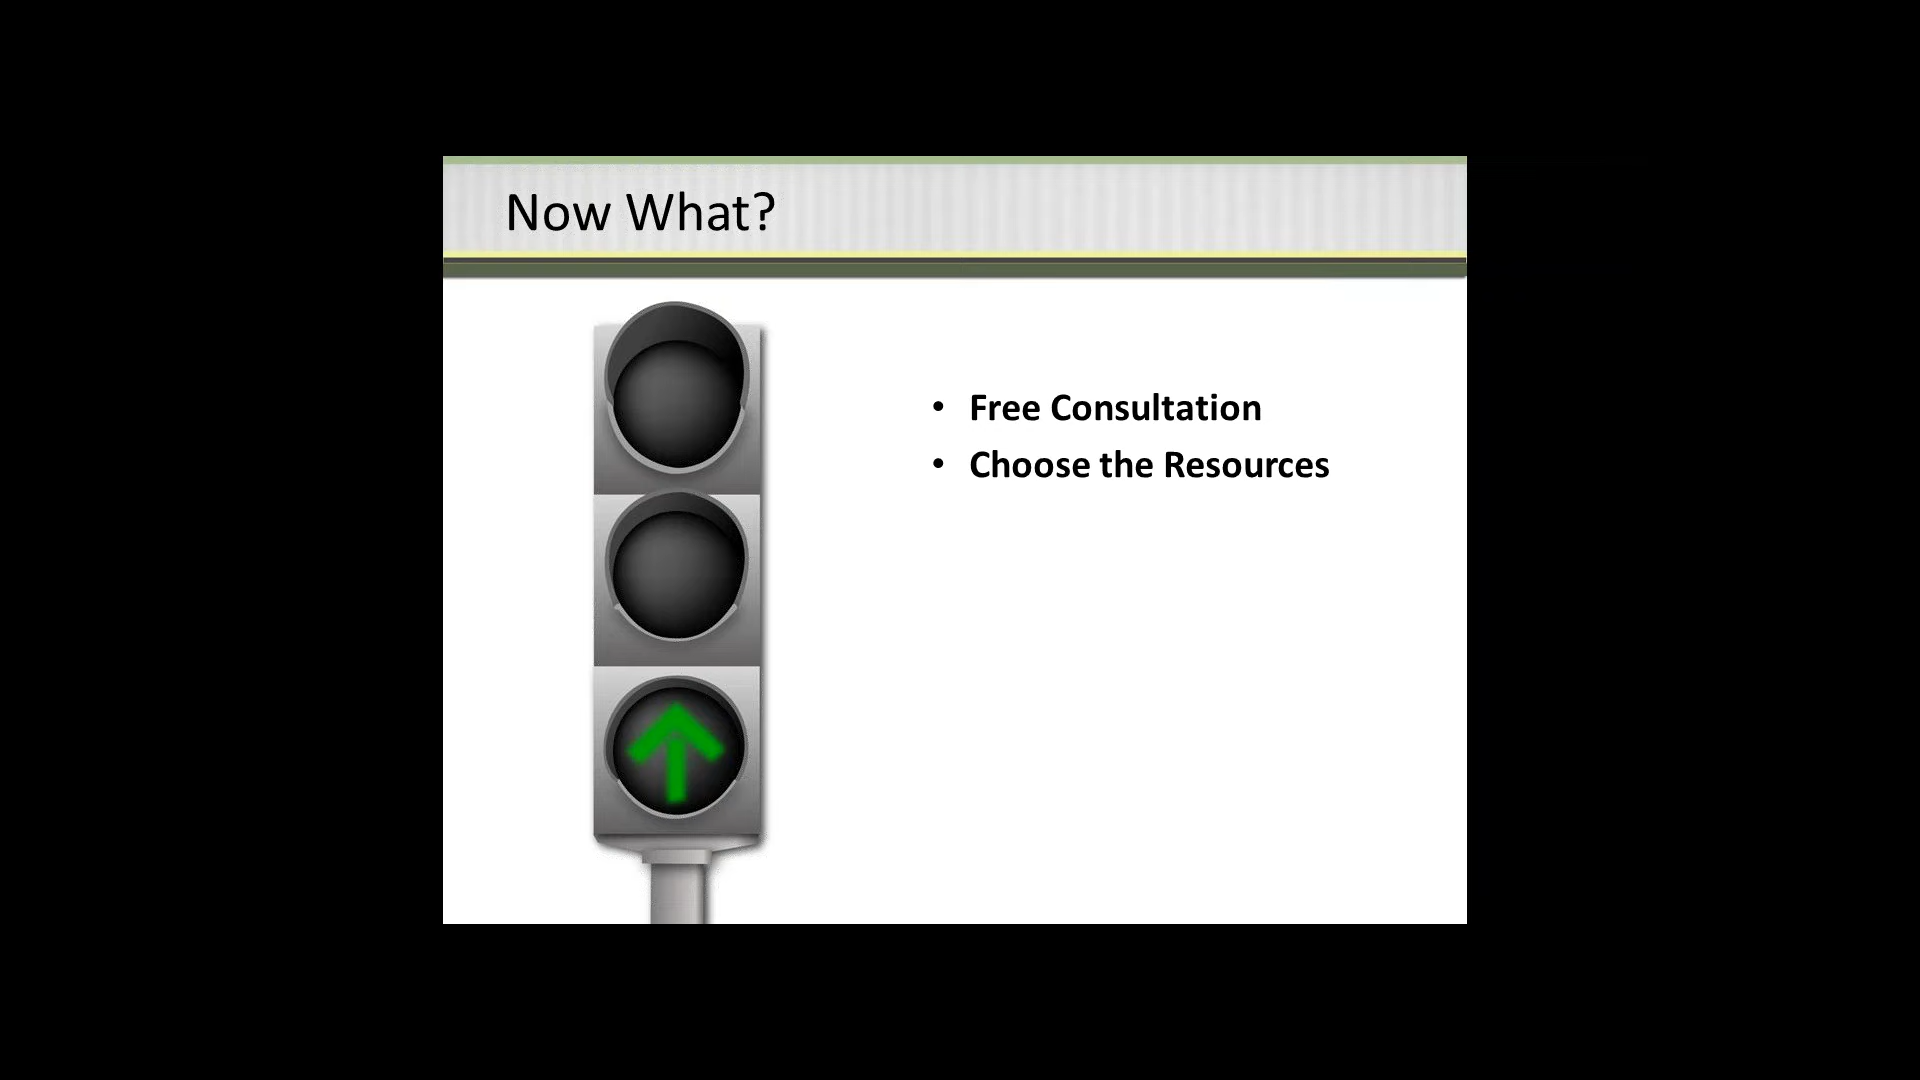 Now What?
• Free Consultation
• Choose the Resources